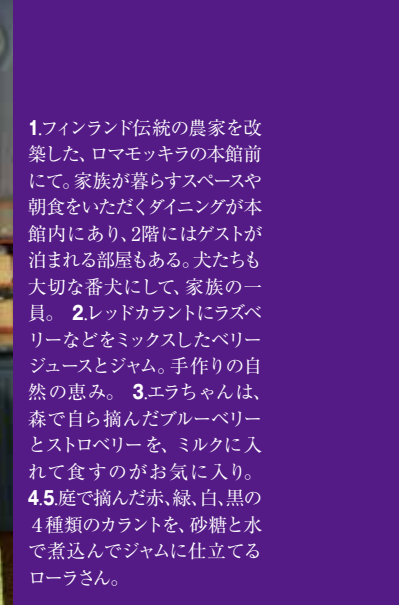 1.フィンランド伝統の農家を改
築した、ロマモッキラの本館前
にて。家族が暮らすスペースや
朝食をいただくダイニングが本
館内にあり、2階にはゲストが
泊まれる部屋もある。犬たちも
大切な番犬にして、家族の一
員。 2.レッドカラントにラズベ
リーなどをミックスしたベリー
ジュースとジャム。手作りの自
然の恵み。 3.エラちゃんは、
森で自ら摘んだブルーベリー
とストロベリーを、ミルクに入
れて食すのがお気に入り。
4.5.庭で摘んだ赤、緑、白、黒の
４種類のカラントを、砂糖と水
で煮込んでジャムに仕立てる
ローラさん。